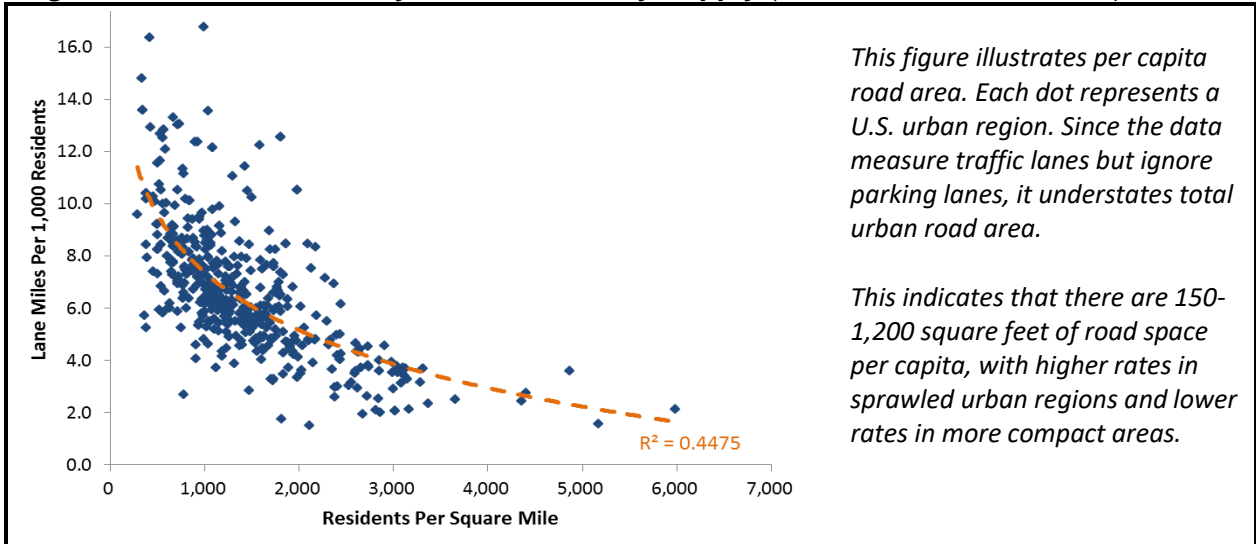 16.0
14.0
12.0
10.0
8.0
6.0
4.0
2.0
0.0
Lane Miles Per 1,000 Residents
R² = 0.4475
0 1,000 2,000 3,000 4,000 5,000 6,000 7,000
Residents Per Square Mile
This figure illustrates per capita
road area. Each dot represents a
U.S. urban region. Since the data
measure traffic lanes but ignore
parking lanes, it understates total
urban road area.
This indicates that there are 150-
1,200 square feet of road space
per capita, with higher rates in
sprawled urban regions and lower
rates in more compact areas.